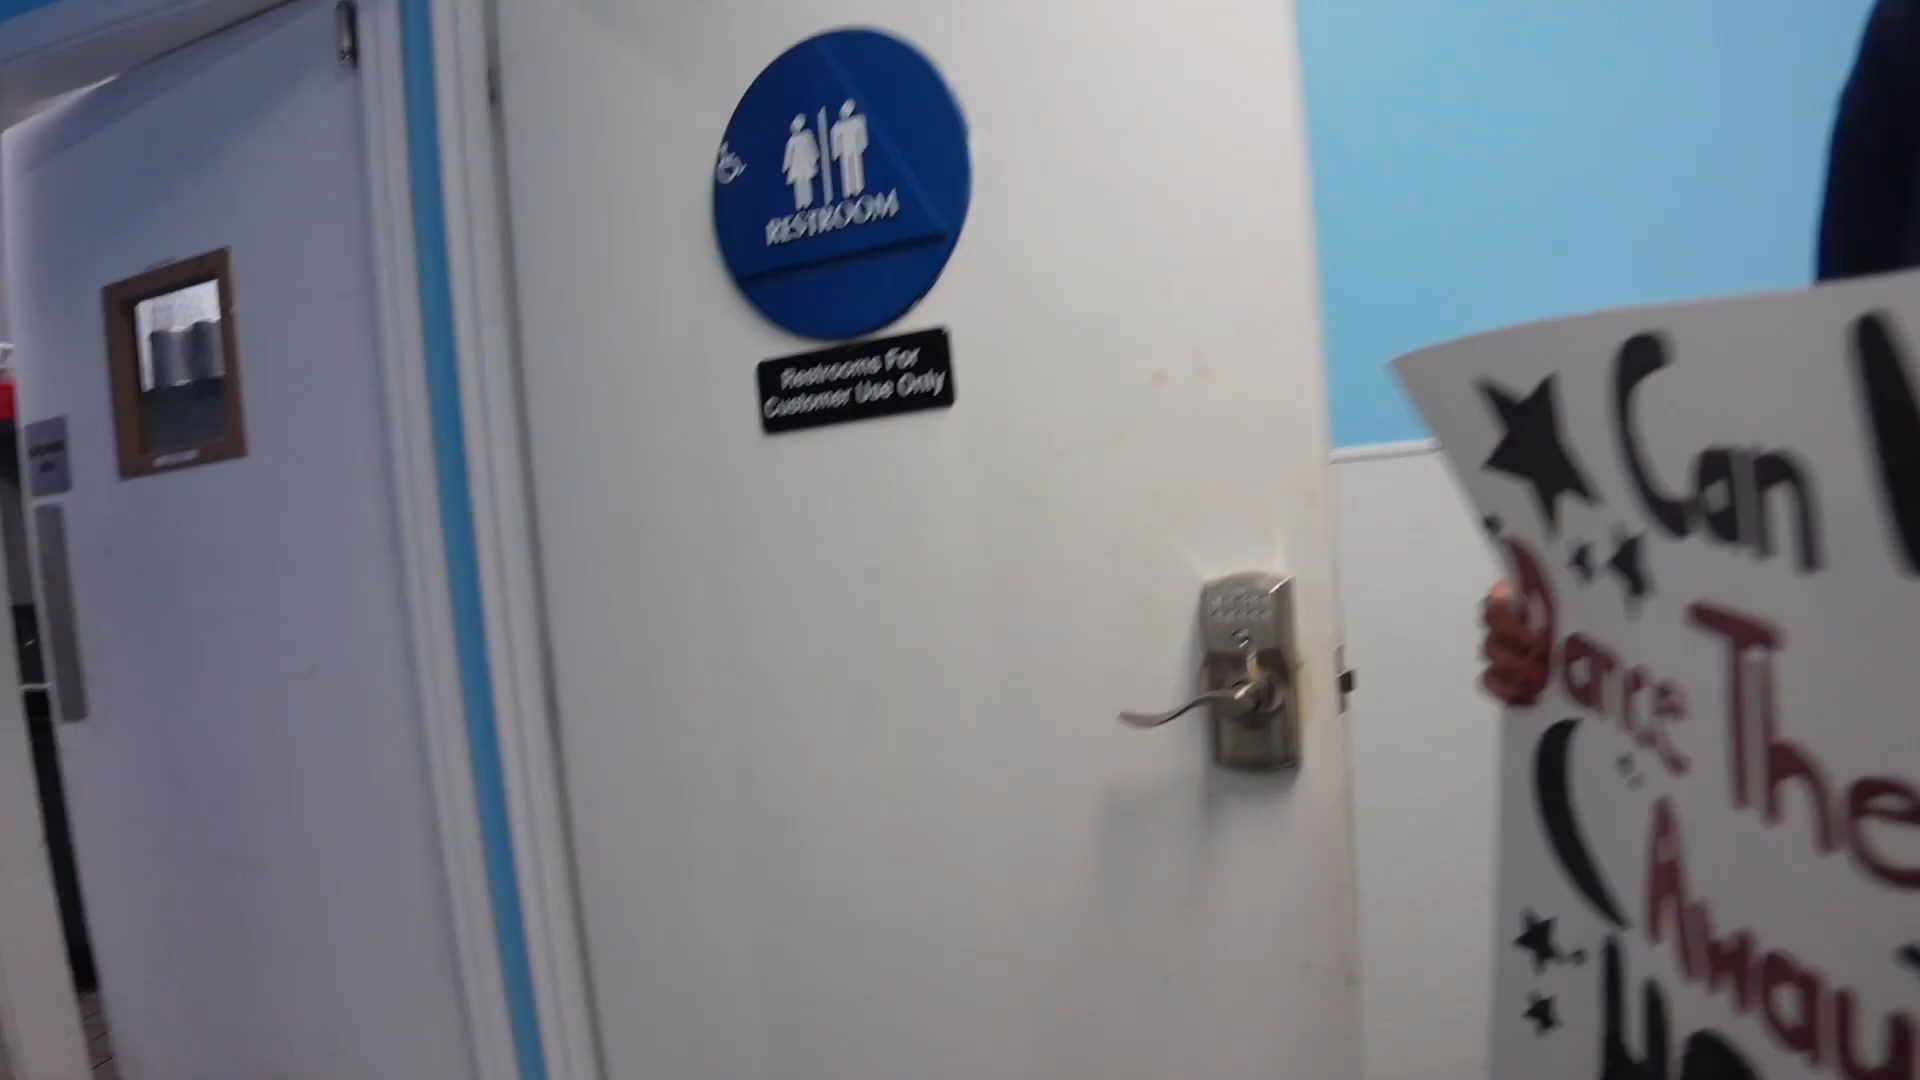 RESTROOM
Restrooms For
Customer Use Only
Can
Dance The
Away